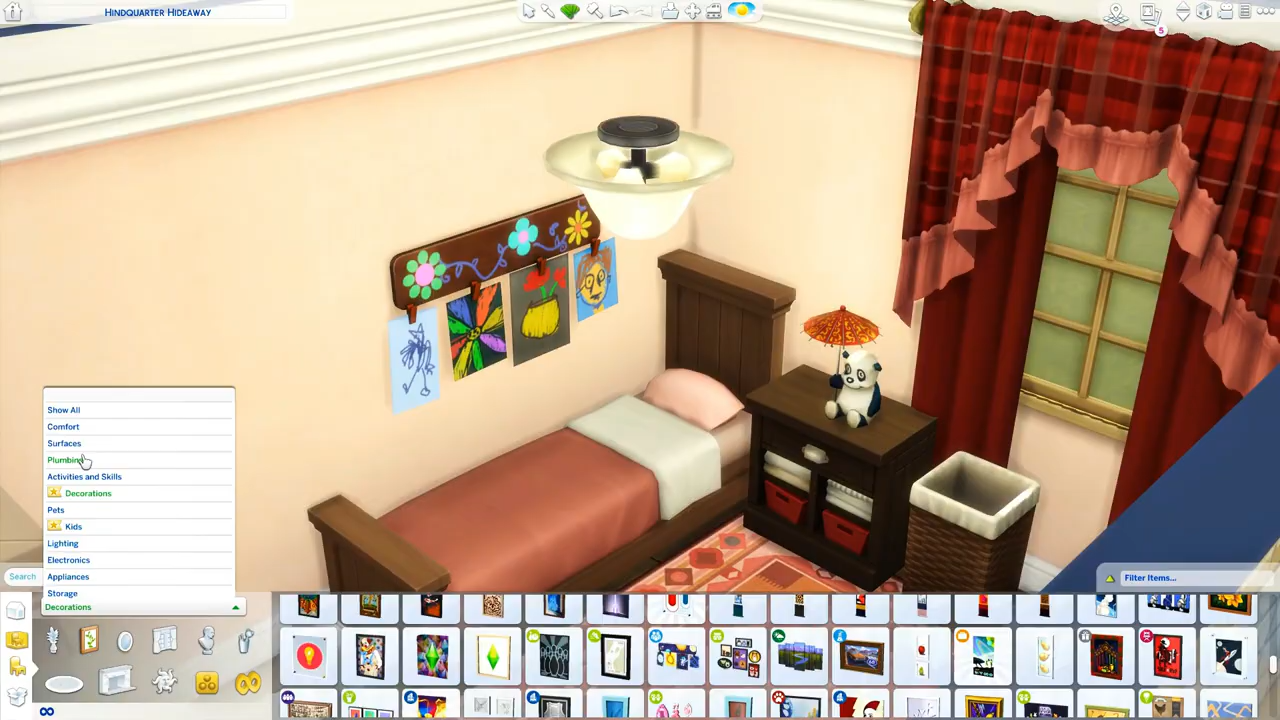 HINDQUARTER HIDEAWAY
5
Show All
Comfort
Surfaces
Plumbing
Activities and Skills
Decorations
Pets
Kids
Lighting
Electronics
Appliances
Storage
Search
Decorations
Filter Items...